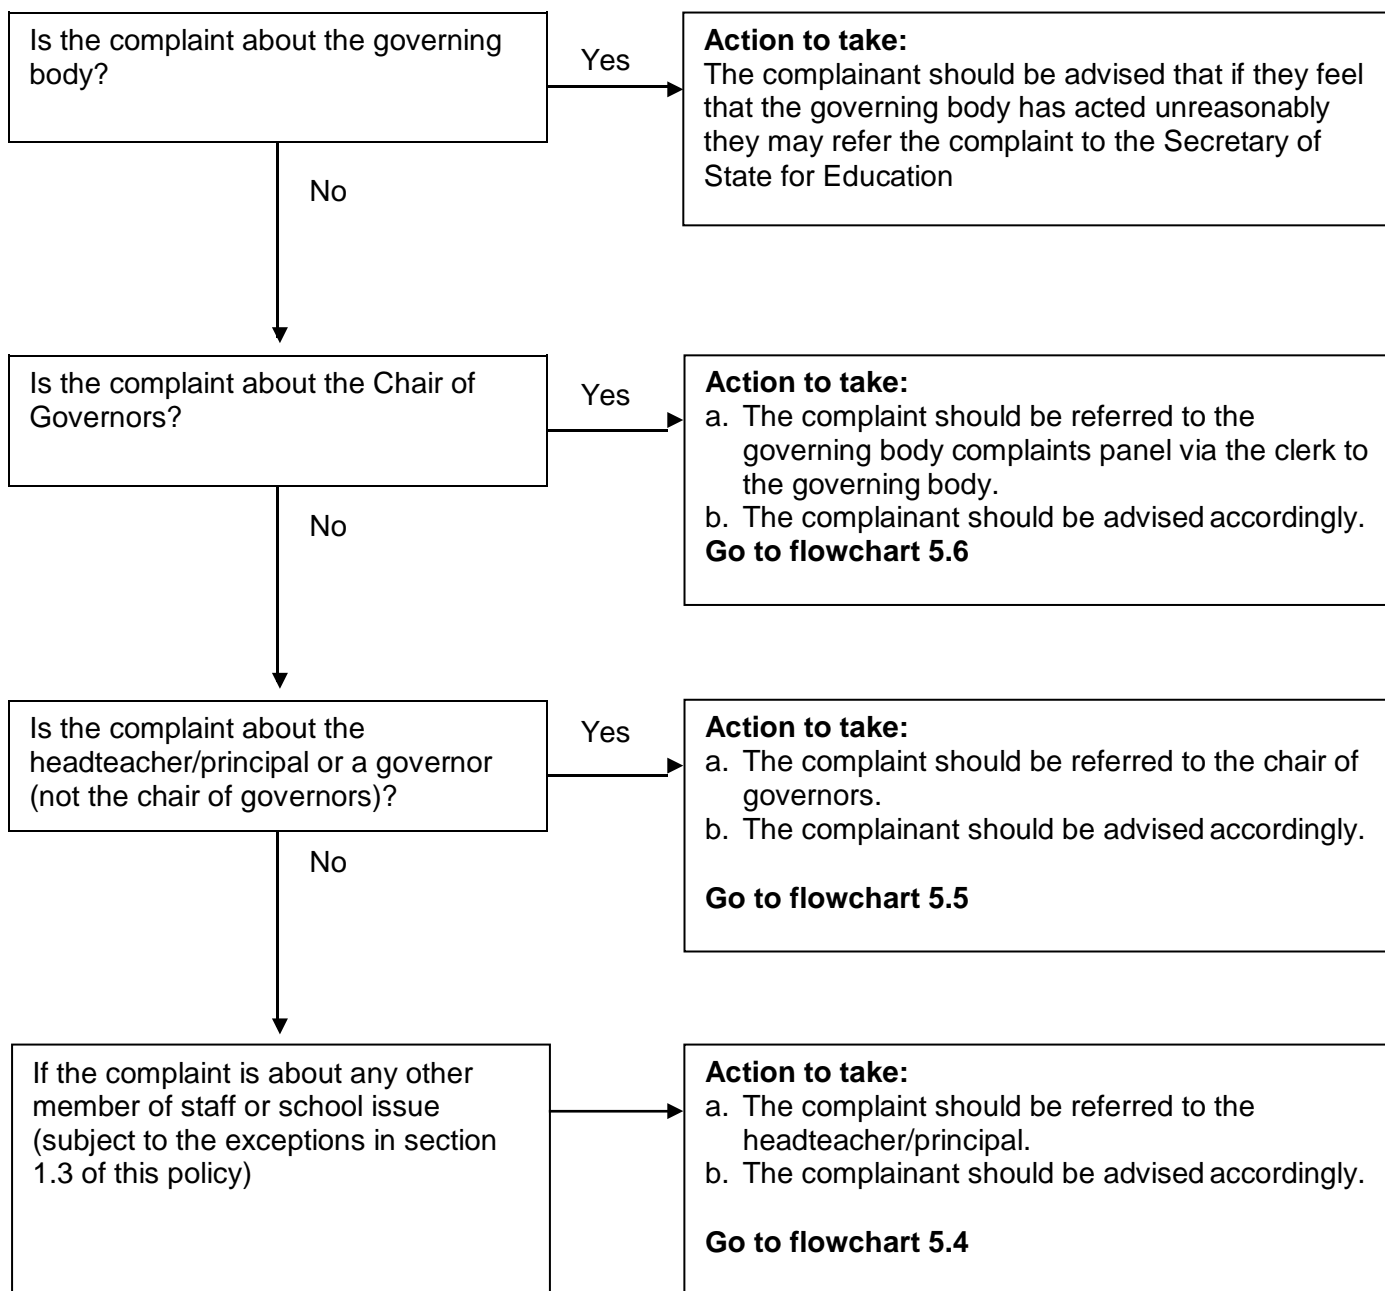 Is the complaint about the governing
body?
Yes
Action to take:
The complainant should be advised that if they feel
that the governing body has acted unreasonably
they may refer the complaint to the Secretary of
State for Education
No
Is the complaint about the Chair of
Governors?
Yes
Action to take:
a. The complaint should be referred to the
governing body complaints panel via the clerk to
the governing body.
b. The complainant should be advised accordingly.
Go to flowchart 5.6
No
Is the complaint about the
headteacher/principal or a governor
(not the chair of governors)?
Yes
Action to take:
a. The complaint should be referred to the chair of
governors.
b. The complainant should be advised accordingly.
Go to flowchart 5.5
No
If the complaint is about any other
member of staff or school issue
(subject to the exceptions in section
1.3 of this policy)
Action to take:
a. The complaint should be referred to the
headteacher/principal.
b. The complainant should be advised accordingly.
Go to flowchart 5.4